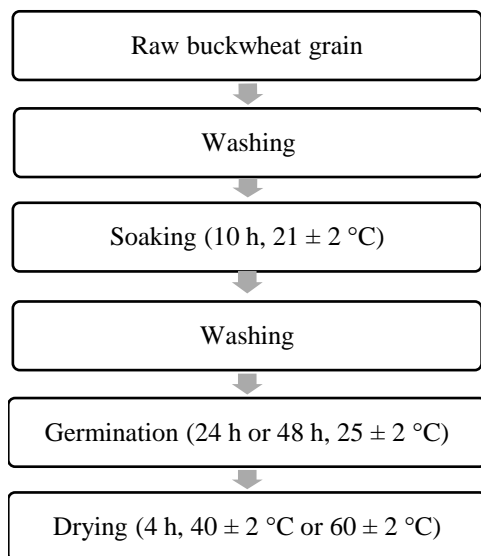 Raw buckwheat grain
Washing
Soaking (10 h, 21 ± 2 °C)
Washing
Germination (24 h or 48 h, 25 ± 2 °C)
Drying (4 h, 40 ± 2 °C or 60 ± 2 °C)